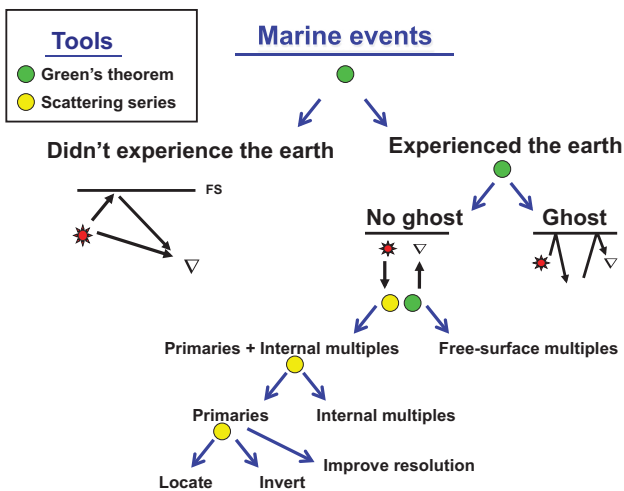 Tools
Green's theorem
Scattering series
Marine events
Didn't experience the earth
Experienced the earth
FS
No ghost
Ghost
Primaries + Internal multiples
Free-surface multiples
Primaries
Internal multiples
Improve resolution
Locate
Invert